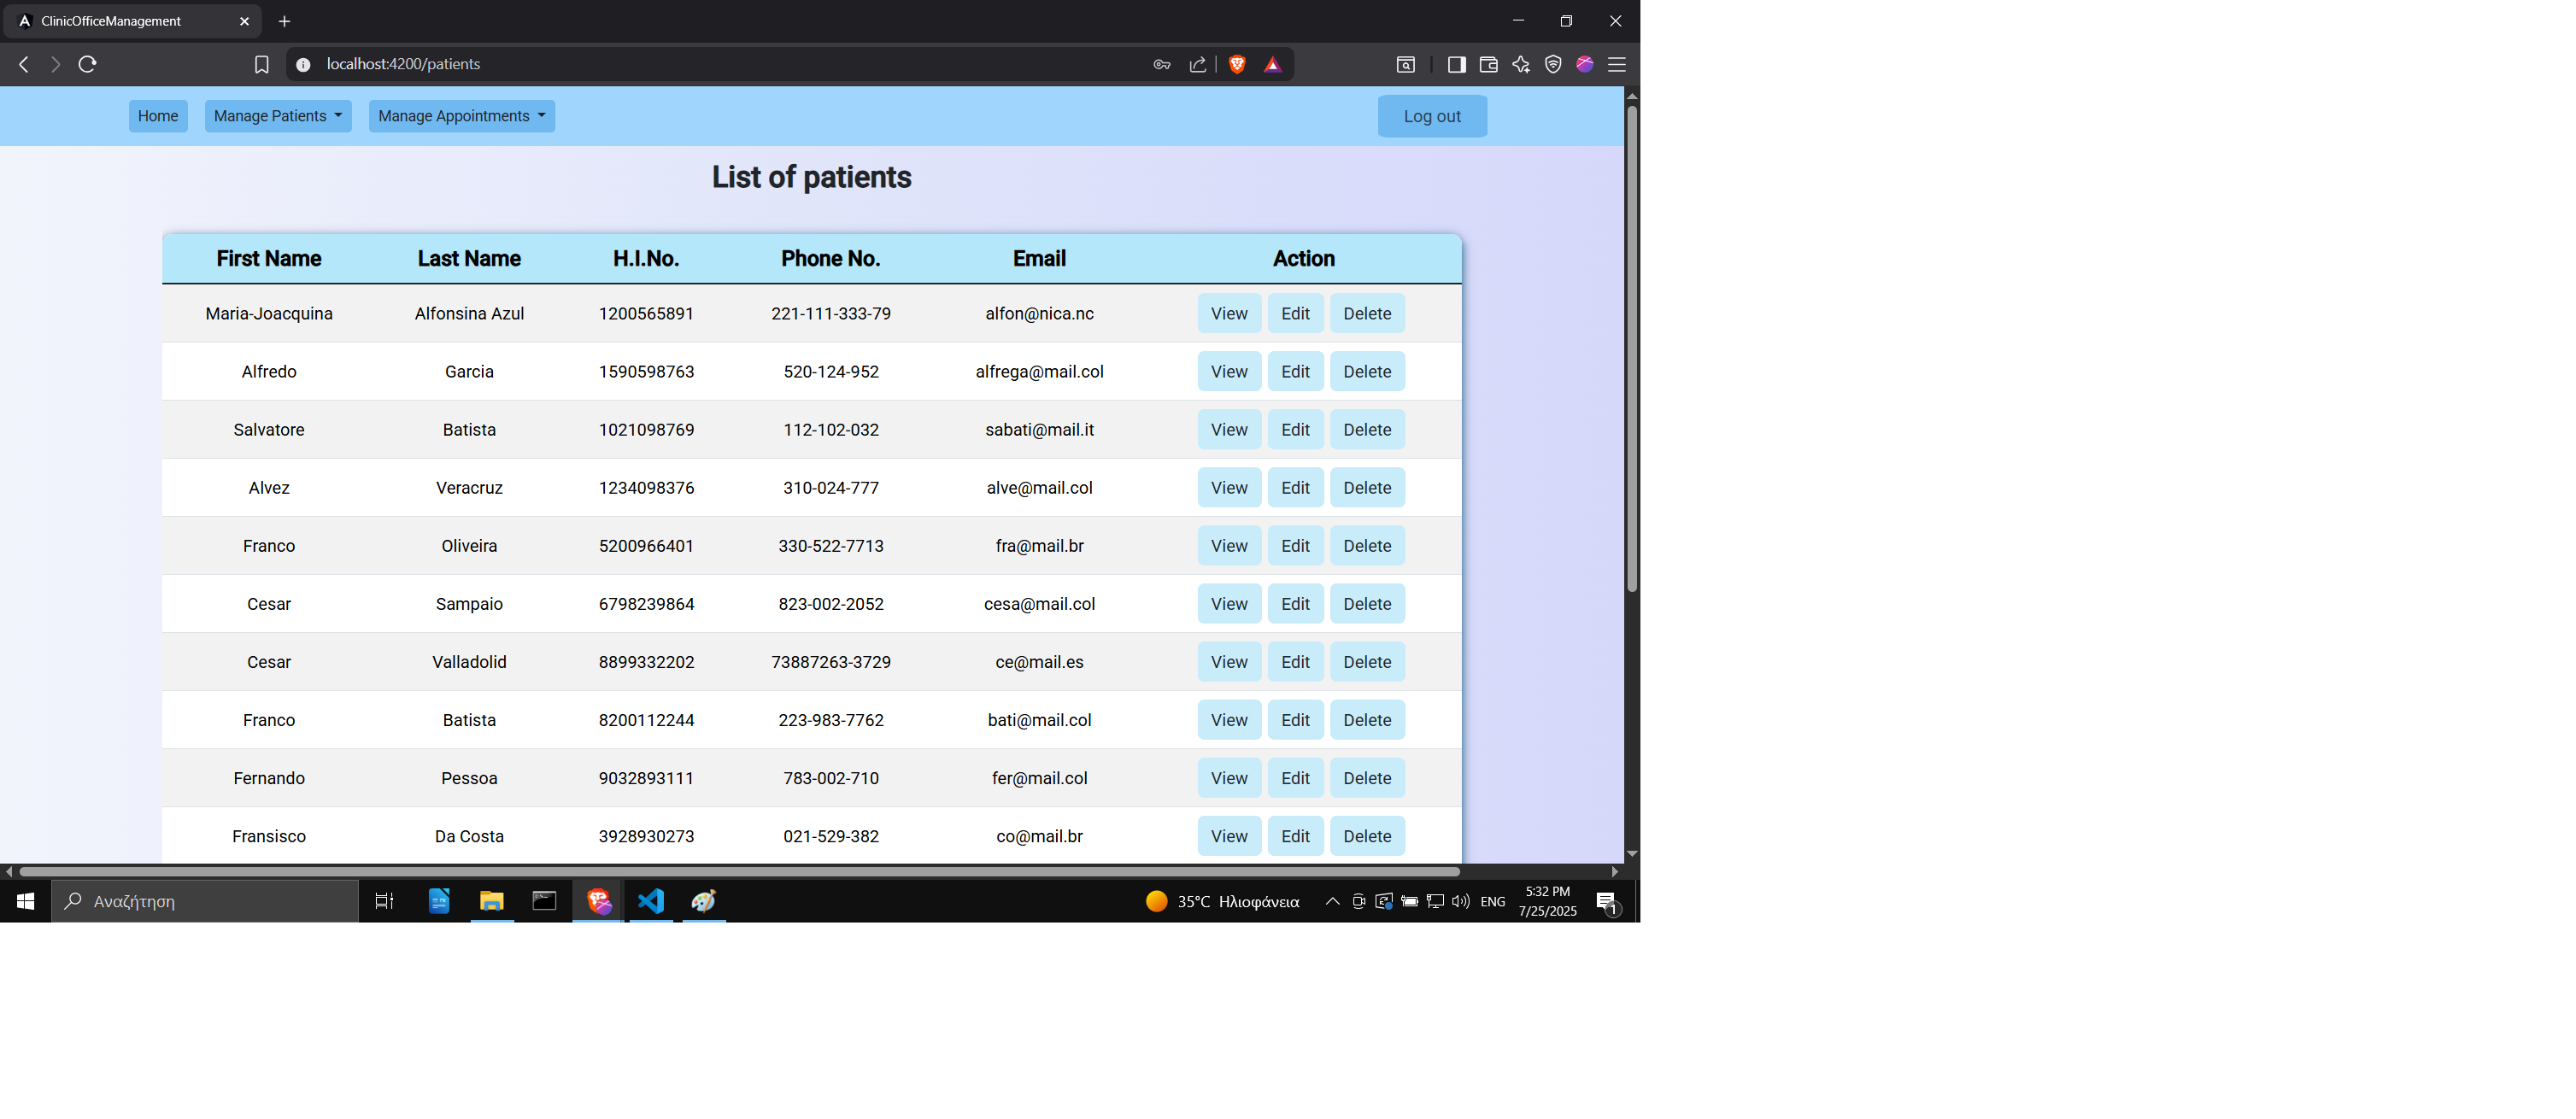 ClinicOfficeManagement
localhost:4200/patients
Home Manage Patients Manage Appointments Log out
List of patients
First Name Last Name H.I.No. Phone No. Email Action
Maria-Joacquina Alfonsina Azul 1200565891 221-111-333-79 alfon@nica.nc View Edit Delete
Alfredo Garcia 1590598763 520-124-952 alfrega@mail.col View Edit Delete
Salvatore Batista 1021098769 112-102-032 sabati@mail.it View Edit Delete
Alvez Veracruz 1234098376 310-024-777 alve@mail.col View Edit Delete
Franco Oliveira 5200966401 330-522-7713 fra@mail.br View Edit Delete
Cesar Sampaio 6798239864 823-002-2052 cesa@mail.col View Edit Delete
Cesar Valladolid 8899332202 73887263-3729 ce@mail.es View Edit Delete
Franco Batista 8200112244 223-983-7762 bati@mail.col View Edit Delete
Fernando Pessoa 9032893111 783-002-710 fer@mail.col View Edit Delete
Fransisco Da Costa 3928930273 021-529-382 co@mail.br View Edit Delete
Αναζήτηση 35°C Ηλιοφάνεια ENG 5:32 PM
7/25/2025 1